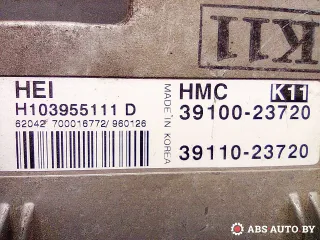 K11
HEI
H103955111 D
62042/ 700016772/ 960126
MADE IN KOREA
HMC K11
39100-23720
39110-23720
ABS AUTO BY